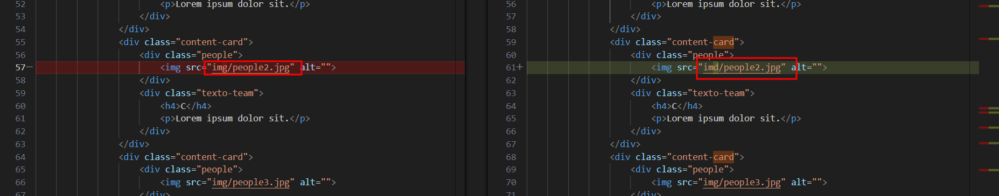 52 <p>Lorem ipsum dolor sit.</p>
53 </div>
54 </div>
55 <div class="content-card">
56 <div class="people">
57— <img src="img/people2.jpg" alt="">
58 </div>
59 <div class="texto-team">
60 <h4>C</h4>
61 <p>Lorem ipsum dolor sit.</p>
62 </div>
63 </div>
64 <div class="content-card">
65 <div class="people">
66 <img src="img/people3.jpg" alt="">
67 </div>
56 <p>Lorem ipsum dolor sit.</p>
57 </div>
58 </div>
59 <div class="content-card">
60 <div class="people">
61+ <img src="imd/people2.jpg" alt="">
62 </div>
63 <div class="texto-team">
64 <h4>C</h4>
65 <p>Lorem ipsum dolor sit.</p>
66 </div>
67 </div>
68 <div class="content-card">
69 <div class="people">
70 <img src="img/people3.jpg" alt="">
71 </div>